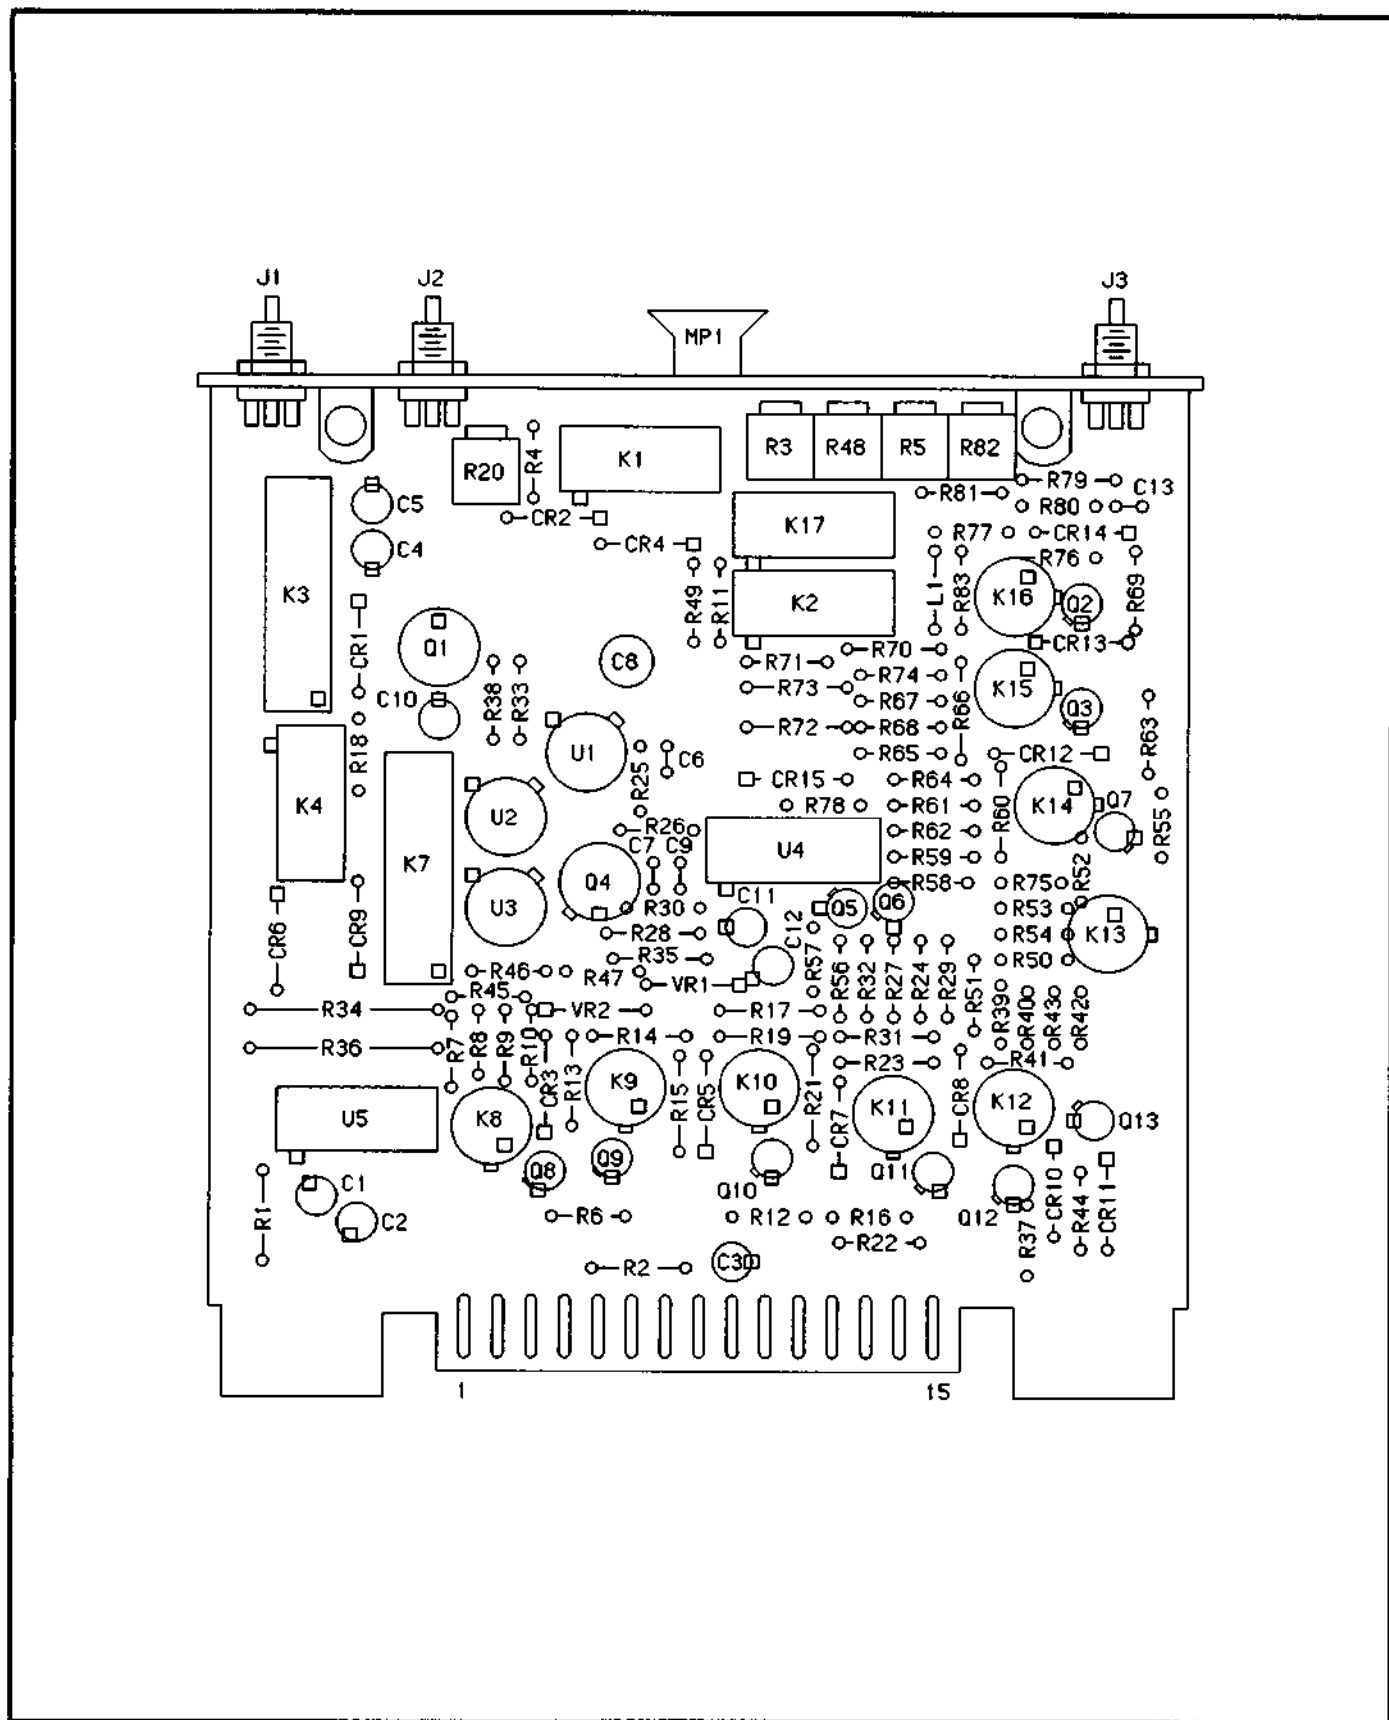 J1 J2 J3
MP1
R3 R48 R5 R82
R20 R4 K1
R79
R81 C13
C5 R80
CR2 K17
R77 CR14
CR4
C4 R76
K3 R49 R11 K2 L1 R83 K16 Q2 R69
CR1
Q1 R70 CR13
C8 R71
R74
R73 K15
C10 R38 R33 R67 R66 Q3
R72 R68 R63
R18 U1 R65 CR12
C6
R25 CR15 R64
K4 R78 R61 R60 K14 Q7
U2 R26 R62 R55
U4
K7 C7 C9 R59
Q4 R58 R75 R52
U3 R30 C11 Q5 Q6 R53
CR6 CR9 R28 C12 R54 K13
R35 R57 R50
R46 R47 VR1 R56 R32 R27 R24 R29 R51
R45
R34 VR2 R17 R39 R40 R43 R42
R7 R8 R9 R10 R14 R19 R31
R36 R23 R41
CR3 R13 K9 R15 CR5 K10 R21 CR7 K11 CR8 K12
U5 K8 Q13
Q8 Q9 Q10 Q11
C1 CR10 R44 CR11
R1 C2 R6 R12 R16 Q12
R22 R37
R2 C3
1 15